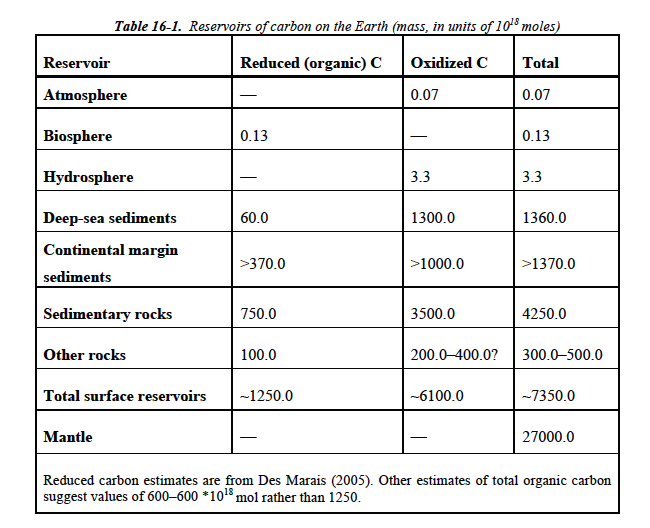 Table 16-1. Reservoirs of carbon on the Earth (mass, in units of 10¹⁸ moles)
Reservoir Reduced (organic) C Oxidized C Total
Atmosphere — 0.07 0.07
Biosphere 0.13 — 0.13
Hydrosphere — 3.3 3.3
Deep-sea sediments 60.0 1300.0 1360.0
Continental margin
sediments >370.0 >1000.0 >1370.0
Sedimentary rocks 750.0 3500.0 4250.0
Other rocks 100.0 200.0–400.0? 300.0–500.0
Total surface reservoirs ~1250.0 ~6100.0 ~7350.0
Mantle — — 27000.0
Reduced carbon estimates are from Des Marais (2005). Other estimates of total organic carbon
suggest values of 600–600 *10¹⁸ mol rather than 1250.